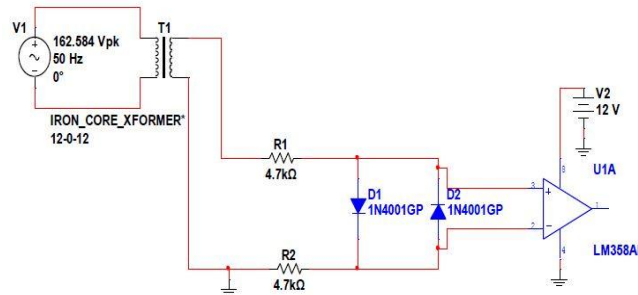 V1
162.584 Vpk
50 Hz
0°
T1
IRON_CORE_XFORMER*
12-0-12
R1
4.7kΩ
D1
1N4001GP
D2
1N4001GP
R2
4.7kΩ
V2
12 V
U1A
8
3
2
1
4
LM358A